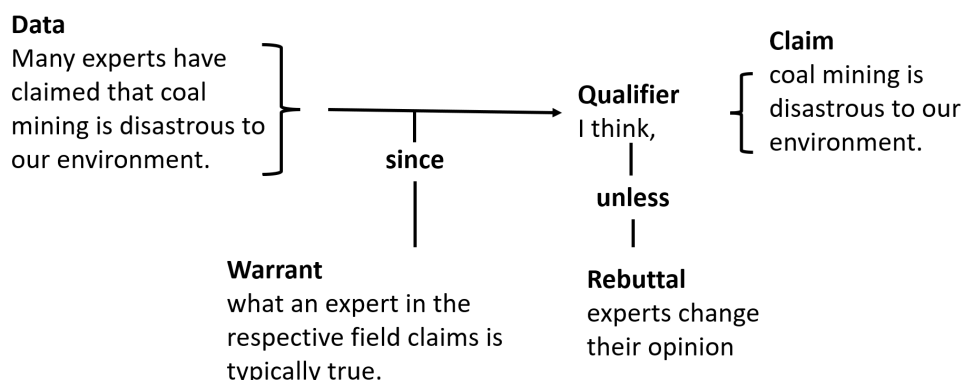 Data
Many experts have
claimed that coal
mining is disastrous to
our environment.
since
Warrant
what an expert in the
respective field claims is
typically true.
Qualifier
I think,
unless
Rebuttal
experts change
their opinion
Claim
coal mining is
disastrous to our
environment.